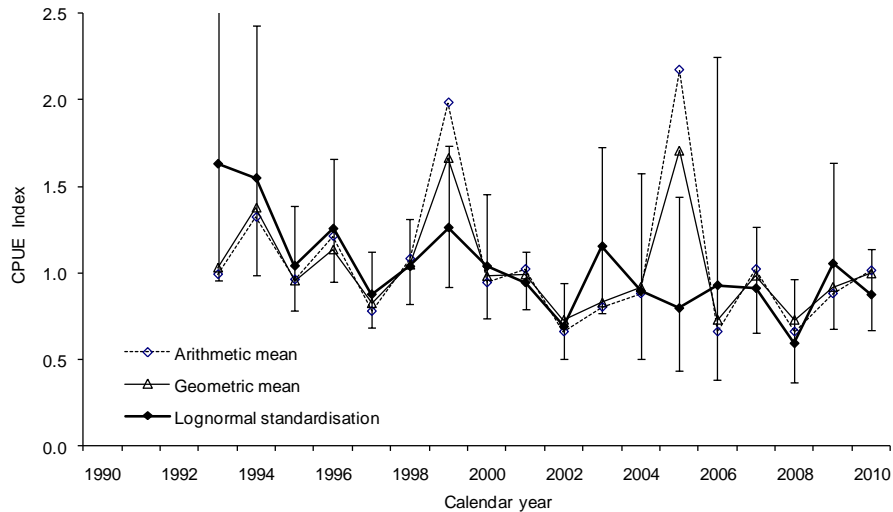 2.5
2.0
1.5
1.0
0.5
0.0
CPUE Index
Arithmetic mean
Geometric mean
Lognormal standardisation
1990 1992 1994 1996 1998 2000 2002 2004 2006 2008 2010
Calendar year